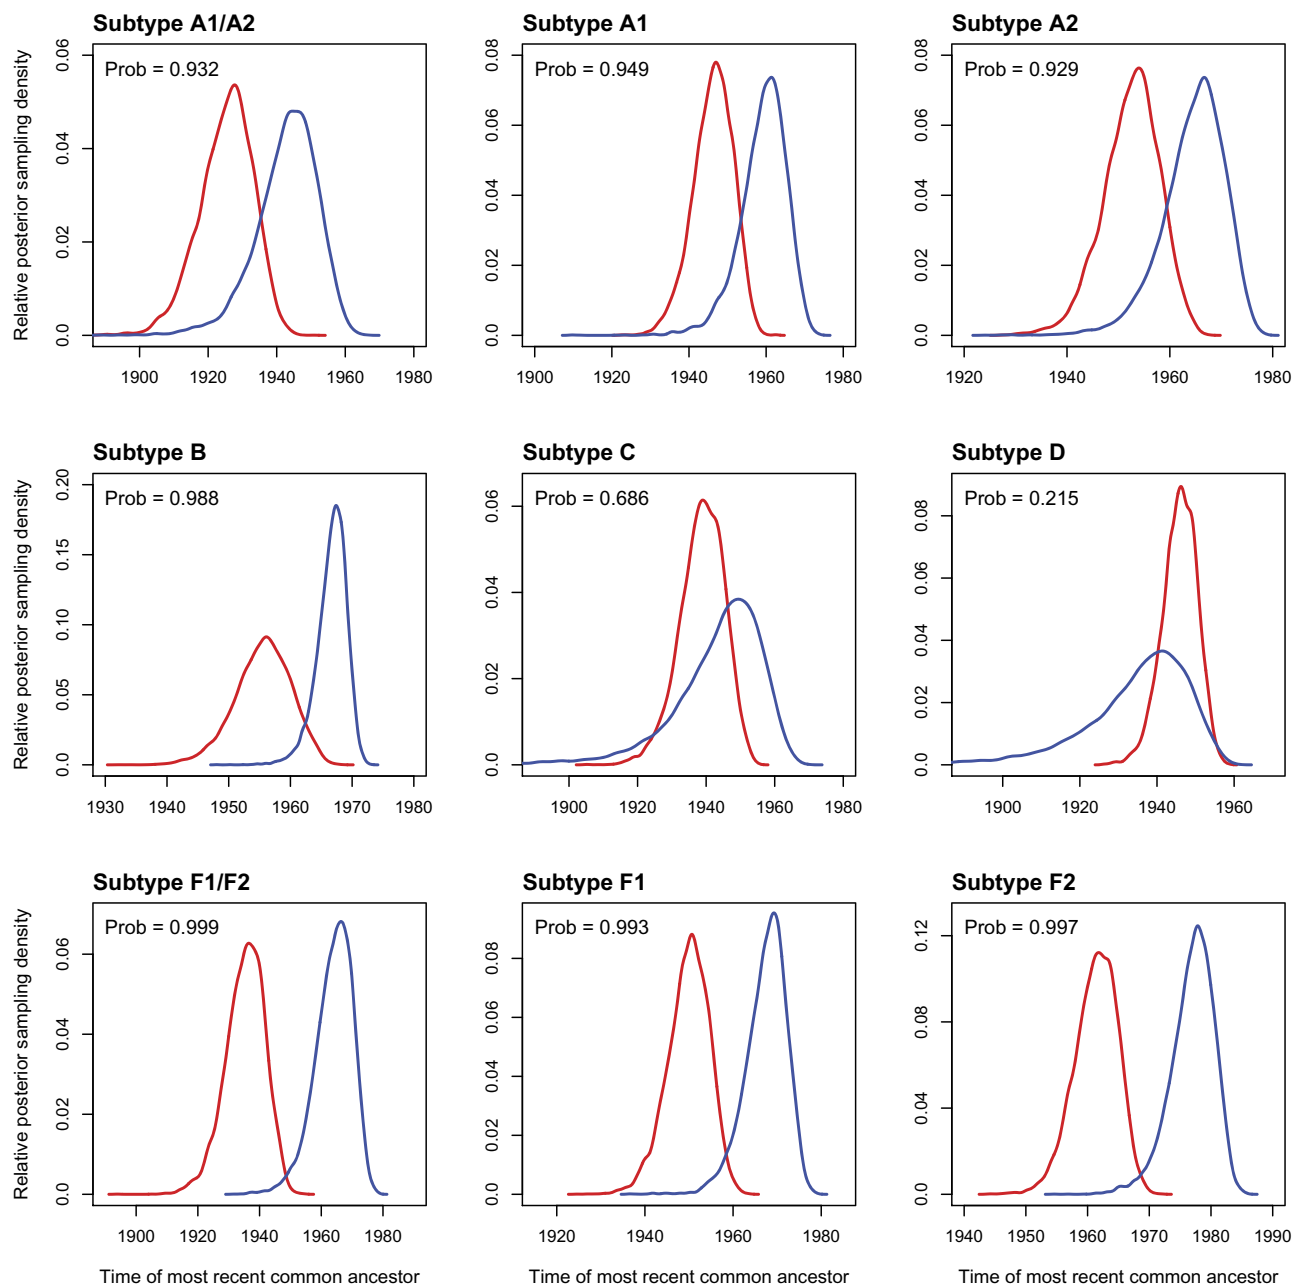 Subtype A1/A2
Subtype A1
Subtype A2
Relative posterior sampling density
Prob = 0.932
0.0 0.02 0.04 0.06
1900 1920 1940 1960 1980
Prob = 0.949
0.0 0.02 0.04 0.06 0.08
1900 1920 1940 1960 1980
Prob = 0.929
0.0 0.02 0.04 0.06 0.08
1920 1940 1960 1980
Subtype B
Subtype C
Subtype D
Relative posterior sampling density
Prob = 0.988
0.0 0.05 0.10 0.15 0.20
1930 1940 1950 1960 1970 1980
Prob = 0.686
0.0 0.02 0.04 0.06
1900 1920 1940 1960 1980
Prob = 0.215
0.0 0.02 0.04 0.06 0.08
1900 1920 1940 1960
Subtype F1/F2
Subtype F1
Subtype F2
Relative posterior sampling density
Prob = 0.999
0.0 0.02 0.04 0.06
1900 1920 1940 1960 1980
Prob = 0.993
0.0 0.02 0.04 0.06 0.08
1920 1940 1960 1980
Prob = 0.997
0.0 0.04 0.08 0.12
1940 1950 1960 1970 1980 1990
Time of most recent common ancestor
Time of most recent common ancestor
Time of most recent common ancestor